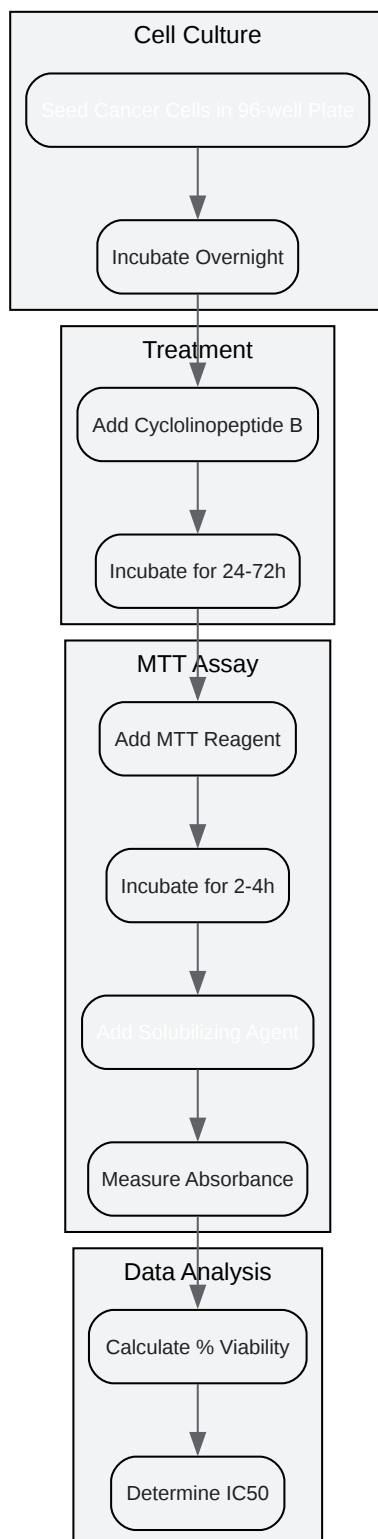 Cell Culture
Seed Cancer Cells in 96-well Plate
Incubate Overnight
Treatment
Add Cyclolinopeptide B
Incubate for 24-72h
MTT Assay
Add MTT Reagent
Incubate for 2-4h
Add Solubilizing Agent
Measure Absorbance
Data Analysis
Calculate % Viability
Determine IC50